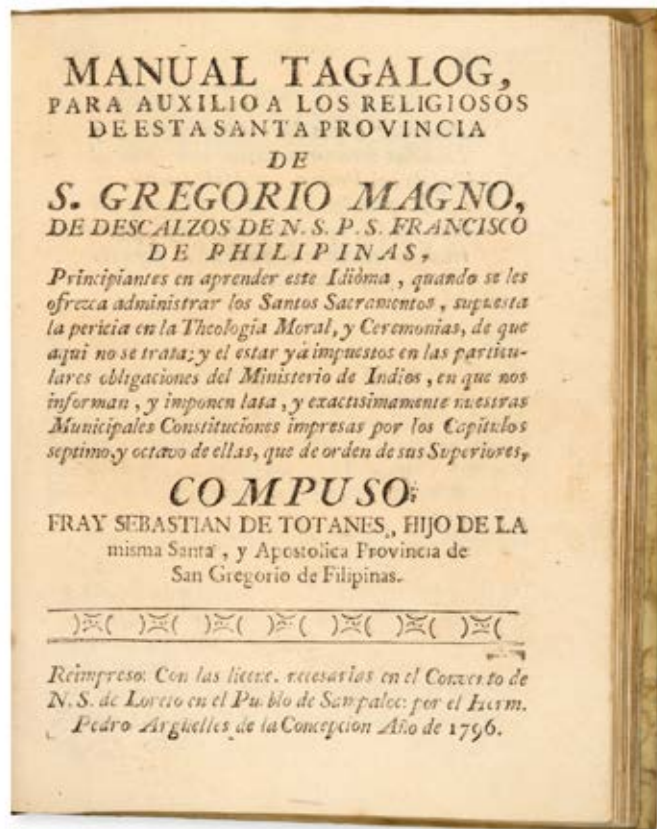 MANUAL TAGALOG,
PARA AUXILIO A LOS RELIGIOSOS
DE ESTA SANTA PROVINCIA
DE
S. GREGORIO MAGNO,
DE DESCALZOS DE N. S. P. S. FRANCISCO
DE PHILIPINAS,
Principiantes en aprender este Idiòma, quando se les
ofrezca administrar los Santos Sacramentos, supuesta
la pericia en la Theologia Moral, y Ceremonias, de que
aqui no se trata; y el estar yà impuestos en las particu-
lares obligaciones del Ministerio de Indios, en que nos
informan, y imponen lata, y exactisimamente nuestras
Municipales Constituciones impresas por los Capitulos
septimo, y octavo de ellas, que de orden de sus Superiores,
COMPUSO:
FRAY SEBASTIAN DE TOTANES, HIJO DE LA
misma Santa, y Apostolica Provincia de
San Gregorio de Filipinas.
Reimpreso: Con las licenc. necesarias en el Convento de
N. S. de Loreto en el Pueblo de Sampaloc: por el Herm.
Pedro Arguelles de la Concepcion Año de 1796.